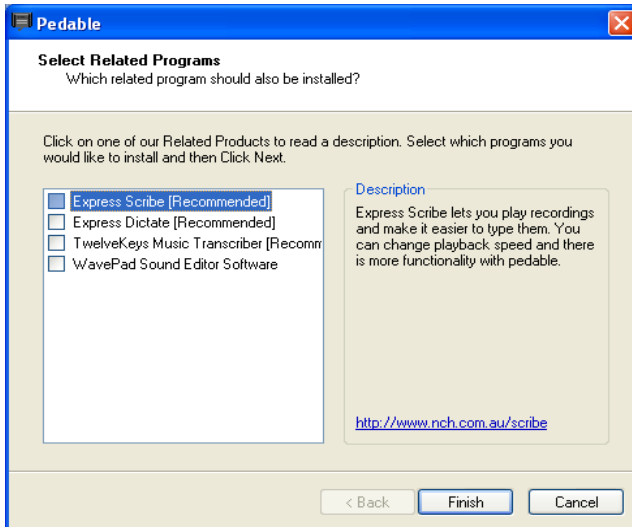 Pedable
Select Related Programs
Which related program should also be installed?
Click on one of our Related Products to read a description. Select which programs you
would like to install and then Click Next.
Express Scribe [Recommended]
Express Dictate [Recommended]
TwelveKeys Music Transcriber [Recomm
WavePad Sound Editor Software
Description
Express Scribe lets you play recordings
and make it easier to type them. You
can change playback speed and there
is more functionality with pedable.
http://www.nch.com.au/scribe
< Back
Finish
Cancel